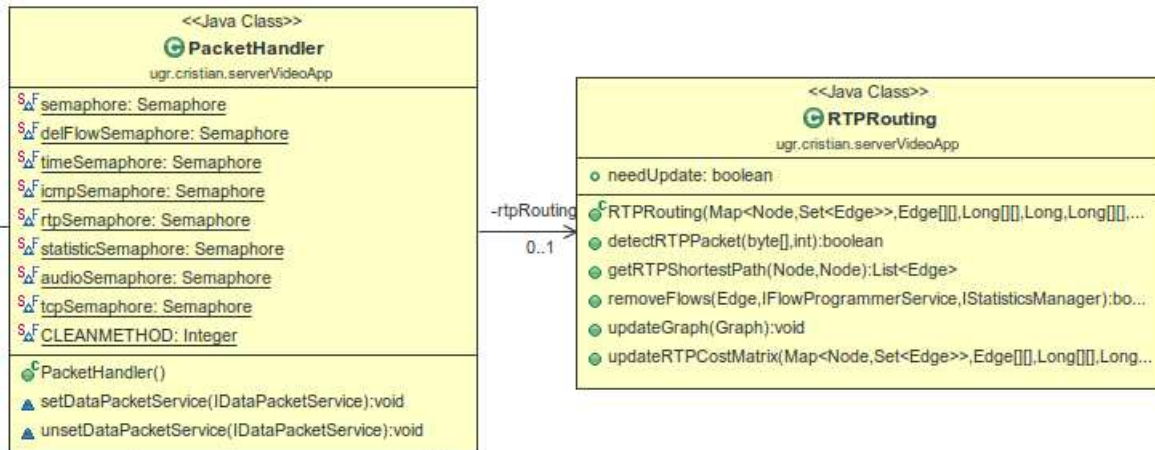 <<Java Class>>
PacketHandler
ugr.cristian.serverVideoApp
semaphore: Semaphore
delFlowSemaphore: Semaphore
timeSemaphore: Semaphore
icmpSemaphore: Semaphore
rtpSemaphore: Semaphore
statisticSemaphore: Semaphore
audioSemaphore: Semaphore
tcpSemaphore: Semaphore
CLEANMETHOD: Integer
PacketHandler()
setDataPacketService(IDataPacketService):void
unsetDataPacketService(IDataPacketService):void
-rtpRouting
0..1
<<Java Class>>
RTPRouting
ugr.cristian.serverVideoApp
needUpdate: boolean
RTPRouting(Map<Node,Set<Edge>>,Edge[][],Long[][],Long,Long[][],...
detectRTPPacket(byte[],int):boolean
getRTPShortestPath(Node,Node):List<Edge>
removeFlows(Edge,IFlowProgrammerService,IStatisticsManager):bo...
updateGraph(Graph):void
updateRTPCostMatrix(Map<Node,Set<Edge>>,Edge[][],Long[][],Long...